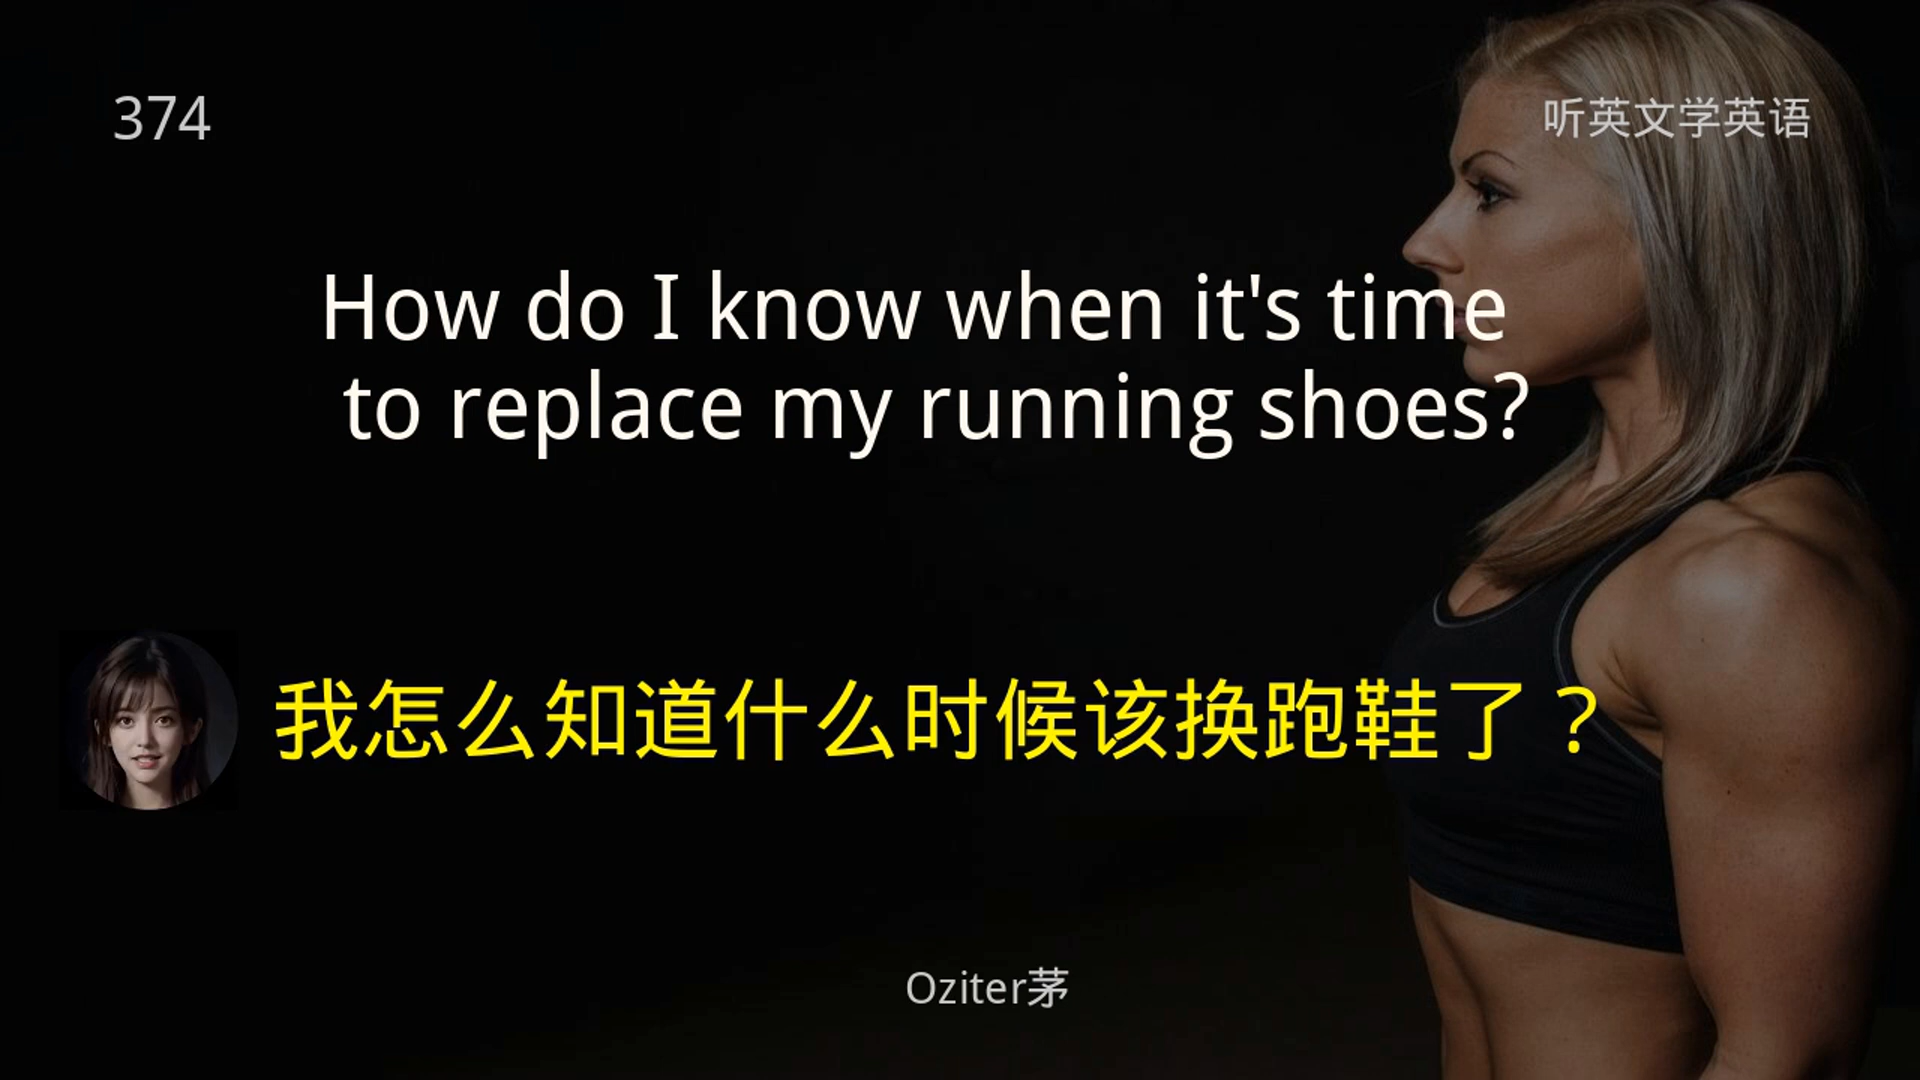 374
听英文学英语
How do I know when it's time
to replace my running shoes?
我怎么知道什么时候该换跑鞋了？
Oziter茅